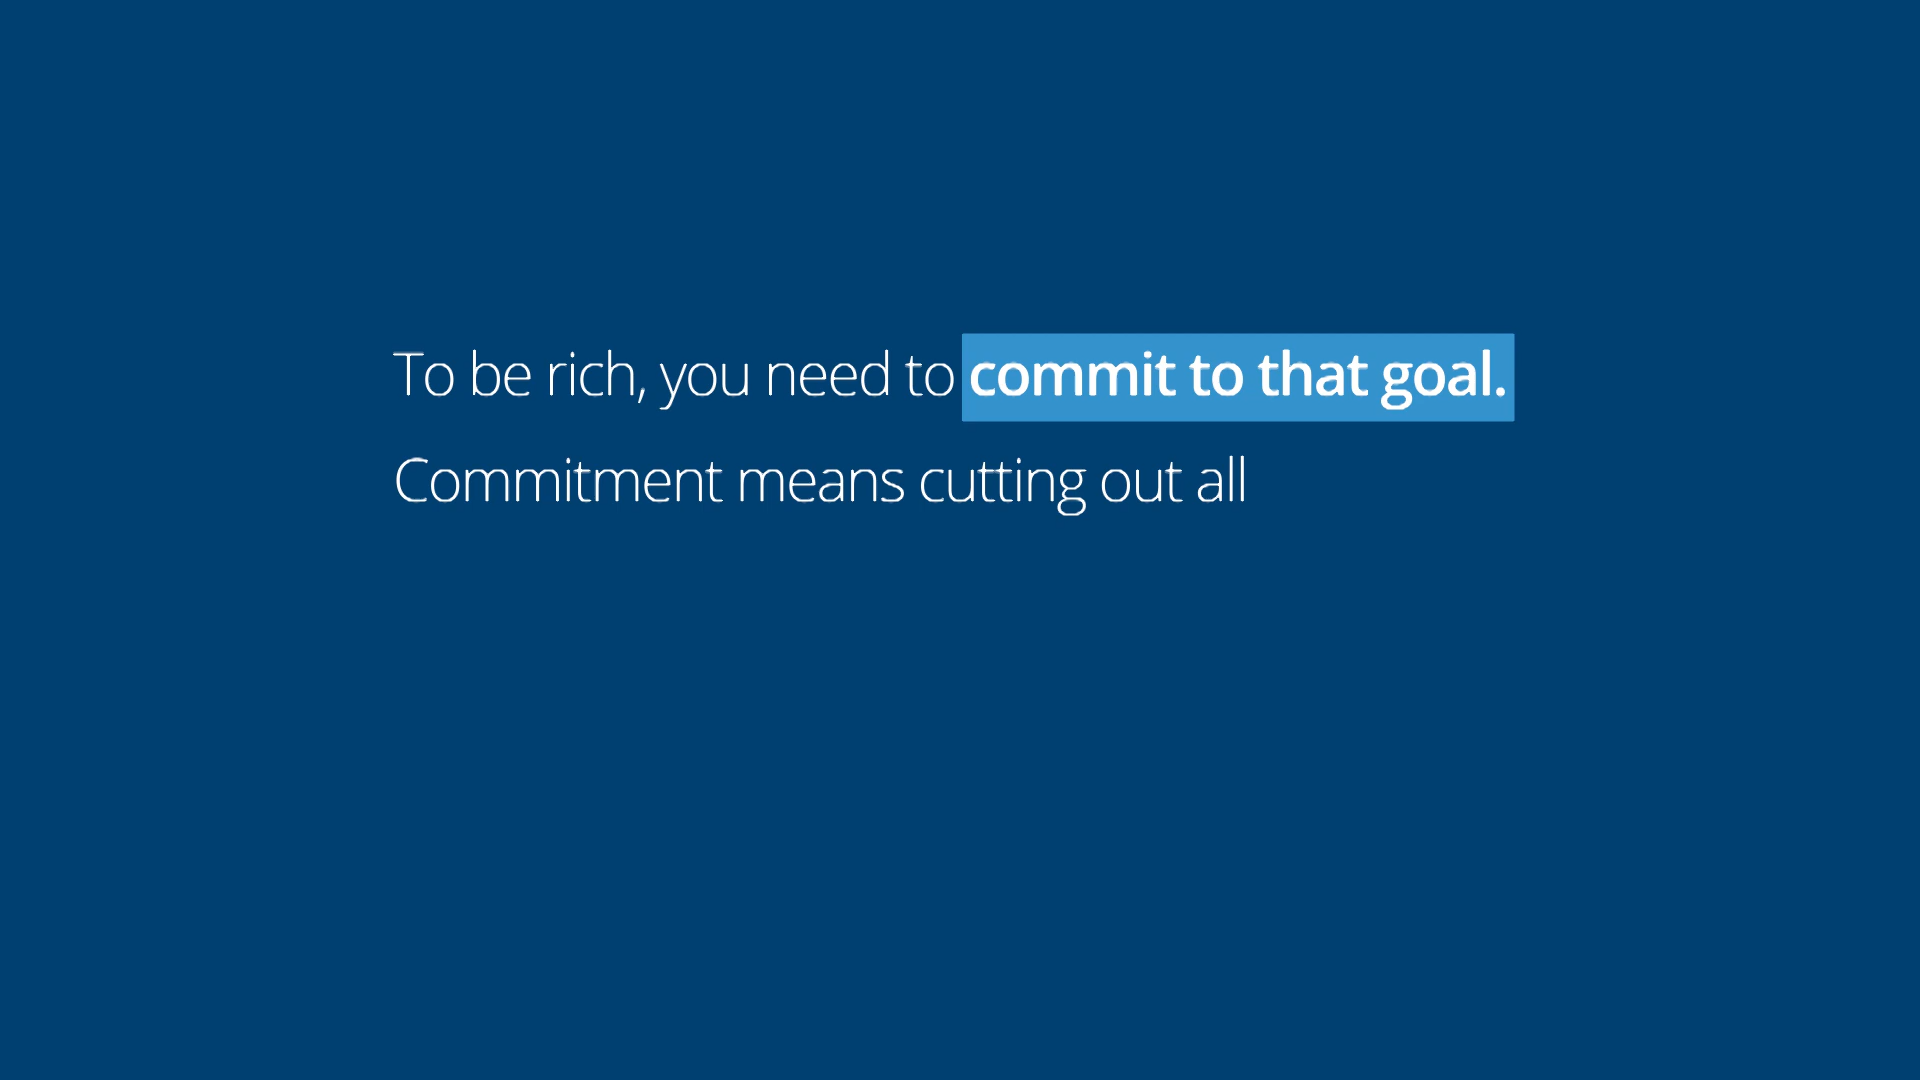 To be rich, you need to commit to that goal.
Commitment means cutting out all